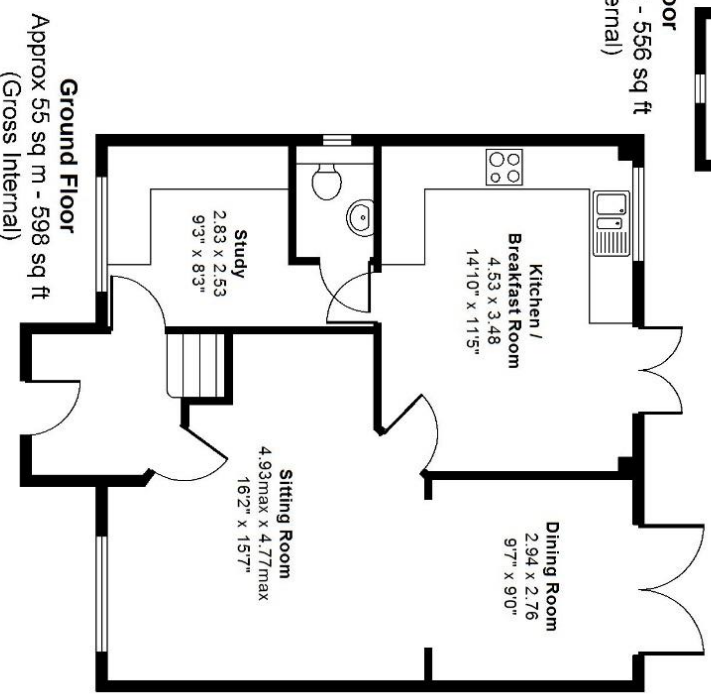 oor
- 556 sq ft
ernal)
Kitchen /
Breakfast Room
4.53 x 3.48
14'10" x 11'5"
Dining Room
2.94 x 2.76
9'7" x 9'0"
Study
2.83 x 2.53
9'3" x 8'3"
Sitting Room
4.93max x 4.77max
16'2" x 15'7"
Ground Floor
Approx 55 sq m - 598 sq ft
(Gross Internal)